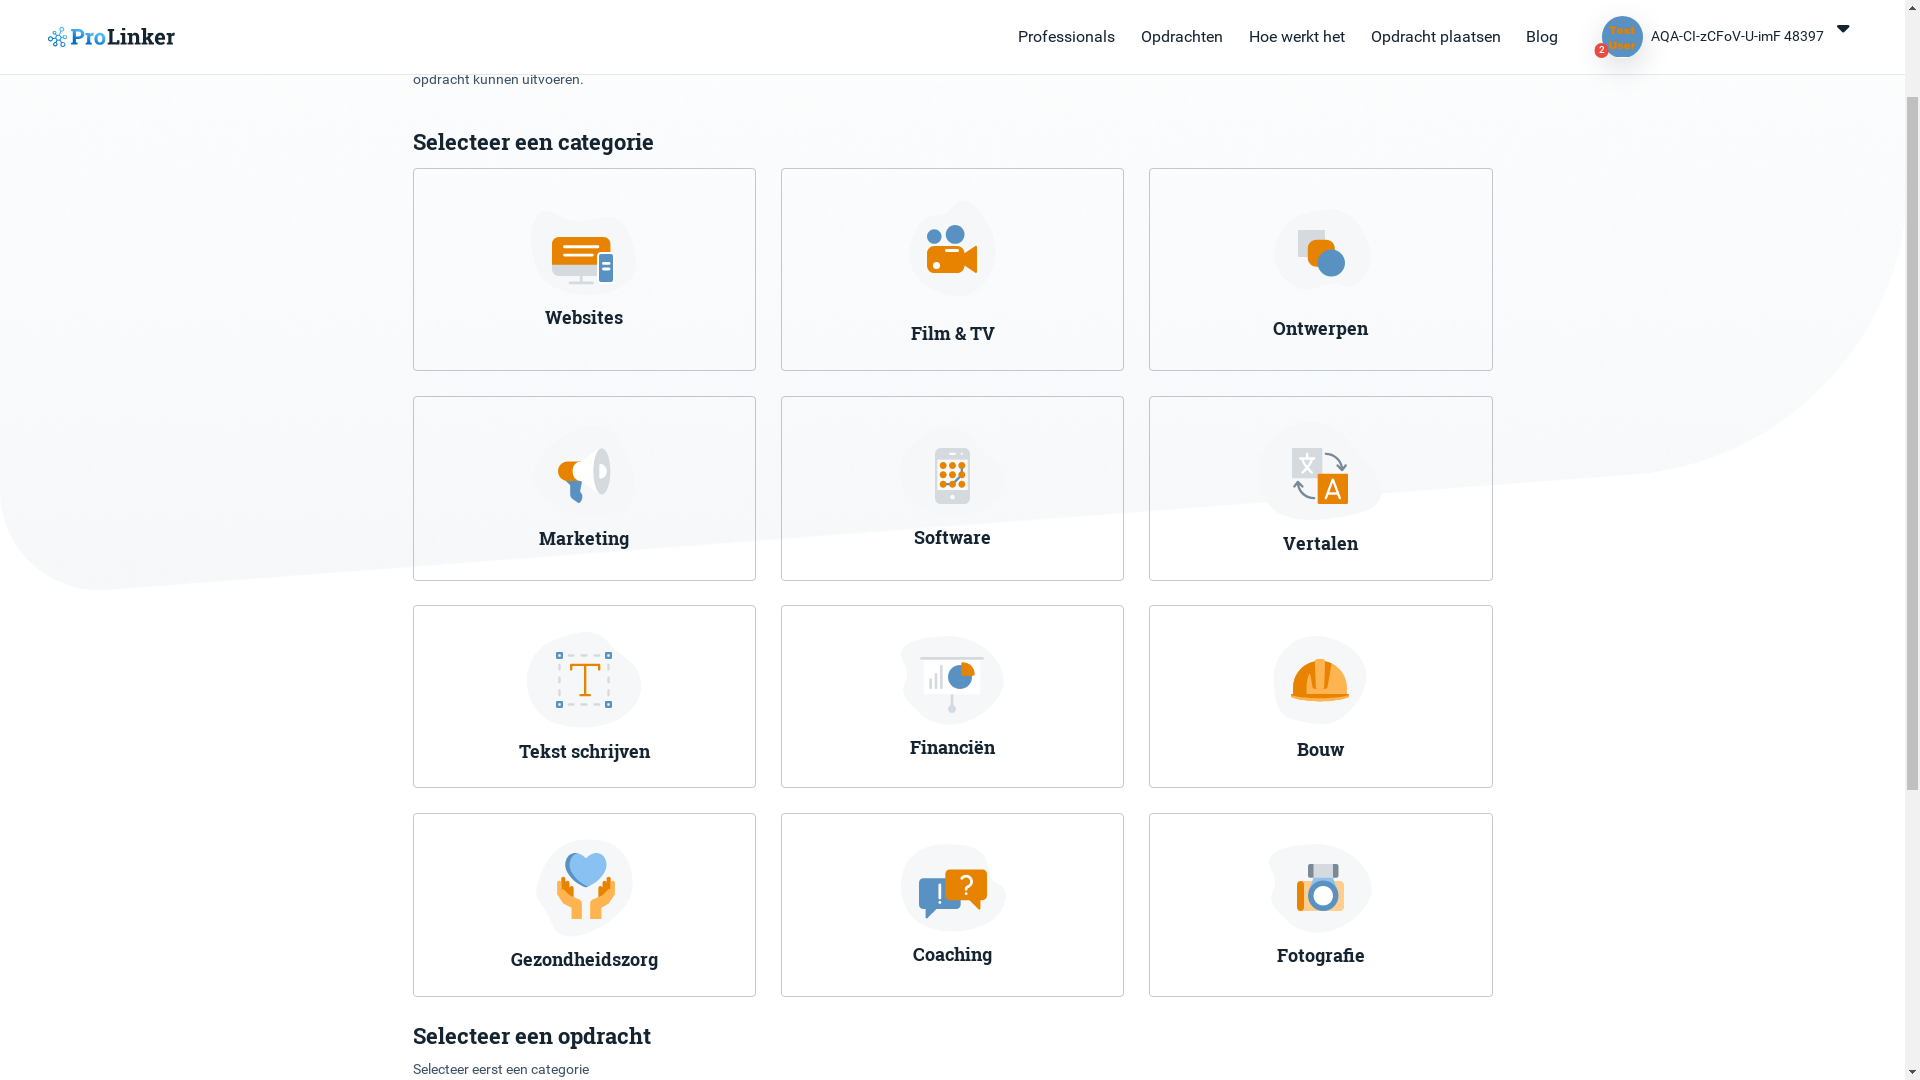 ProLinker
Professionals Opdrachten Hoe werkt het Opdracht plaatsen Blog
Test User
2
AQA-CI-zCFoV-U-imF 48397
opdracht kunnen uitvoeren.
Selecteer een categorie
Websites Film & TV Ontwerpen
Marketing Software Vertalen
Tekst schrijven Financiën Bouw
Gezondheidszorg Coaching Fotografie
Selecteer een opdracht
Selecteer eerst een categorie